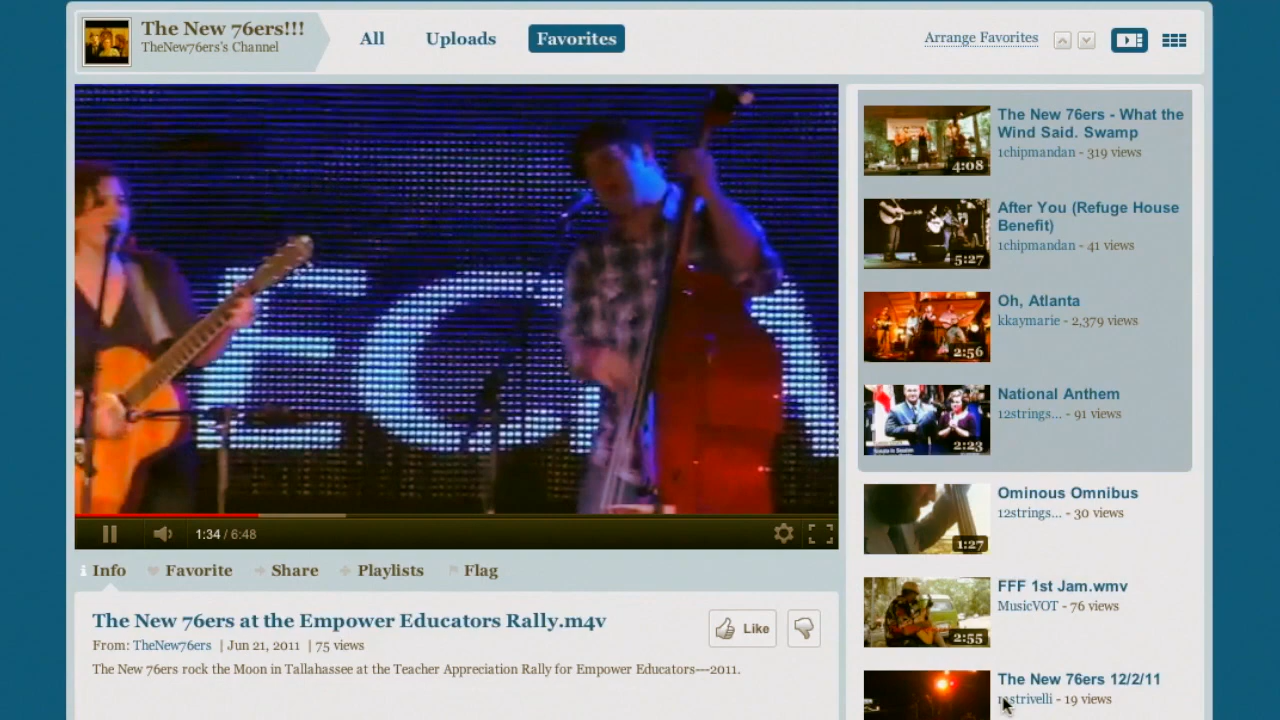 The New 76ers!!!
TheNew76ers's Channel
All
Uploads
Favorites
Arrange Favorites
1:34 / 6:48
Info
Favorite
Share
Playlists
Flag
The New 76ers at the Empower Educators Rally.m4v
From: TheNew76ers | Jun 21, 2011 | 75 views
The New 76ers rock the Moon in Tallahassee at the Teacher Appreciation Rally for Empower Educators---2011.
Like
4:08
The New 76ers - What the
Wind Said. Swamp
1chipmandan - 319 views
5:27
After You (Refuge House
Benefit)
1chipmandan - 41 views
2:56
Oh, Atlanta
kkaymarie - 2,379 views
2:23
National Anthem
12strings... - 91 views
1:27
Ominous Omnibus
12strings... - 30 views
2:55
FFF 1st Jam.wmv
MusicVOT - 76 views
The New 76ers 12/2/11
- 19 views